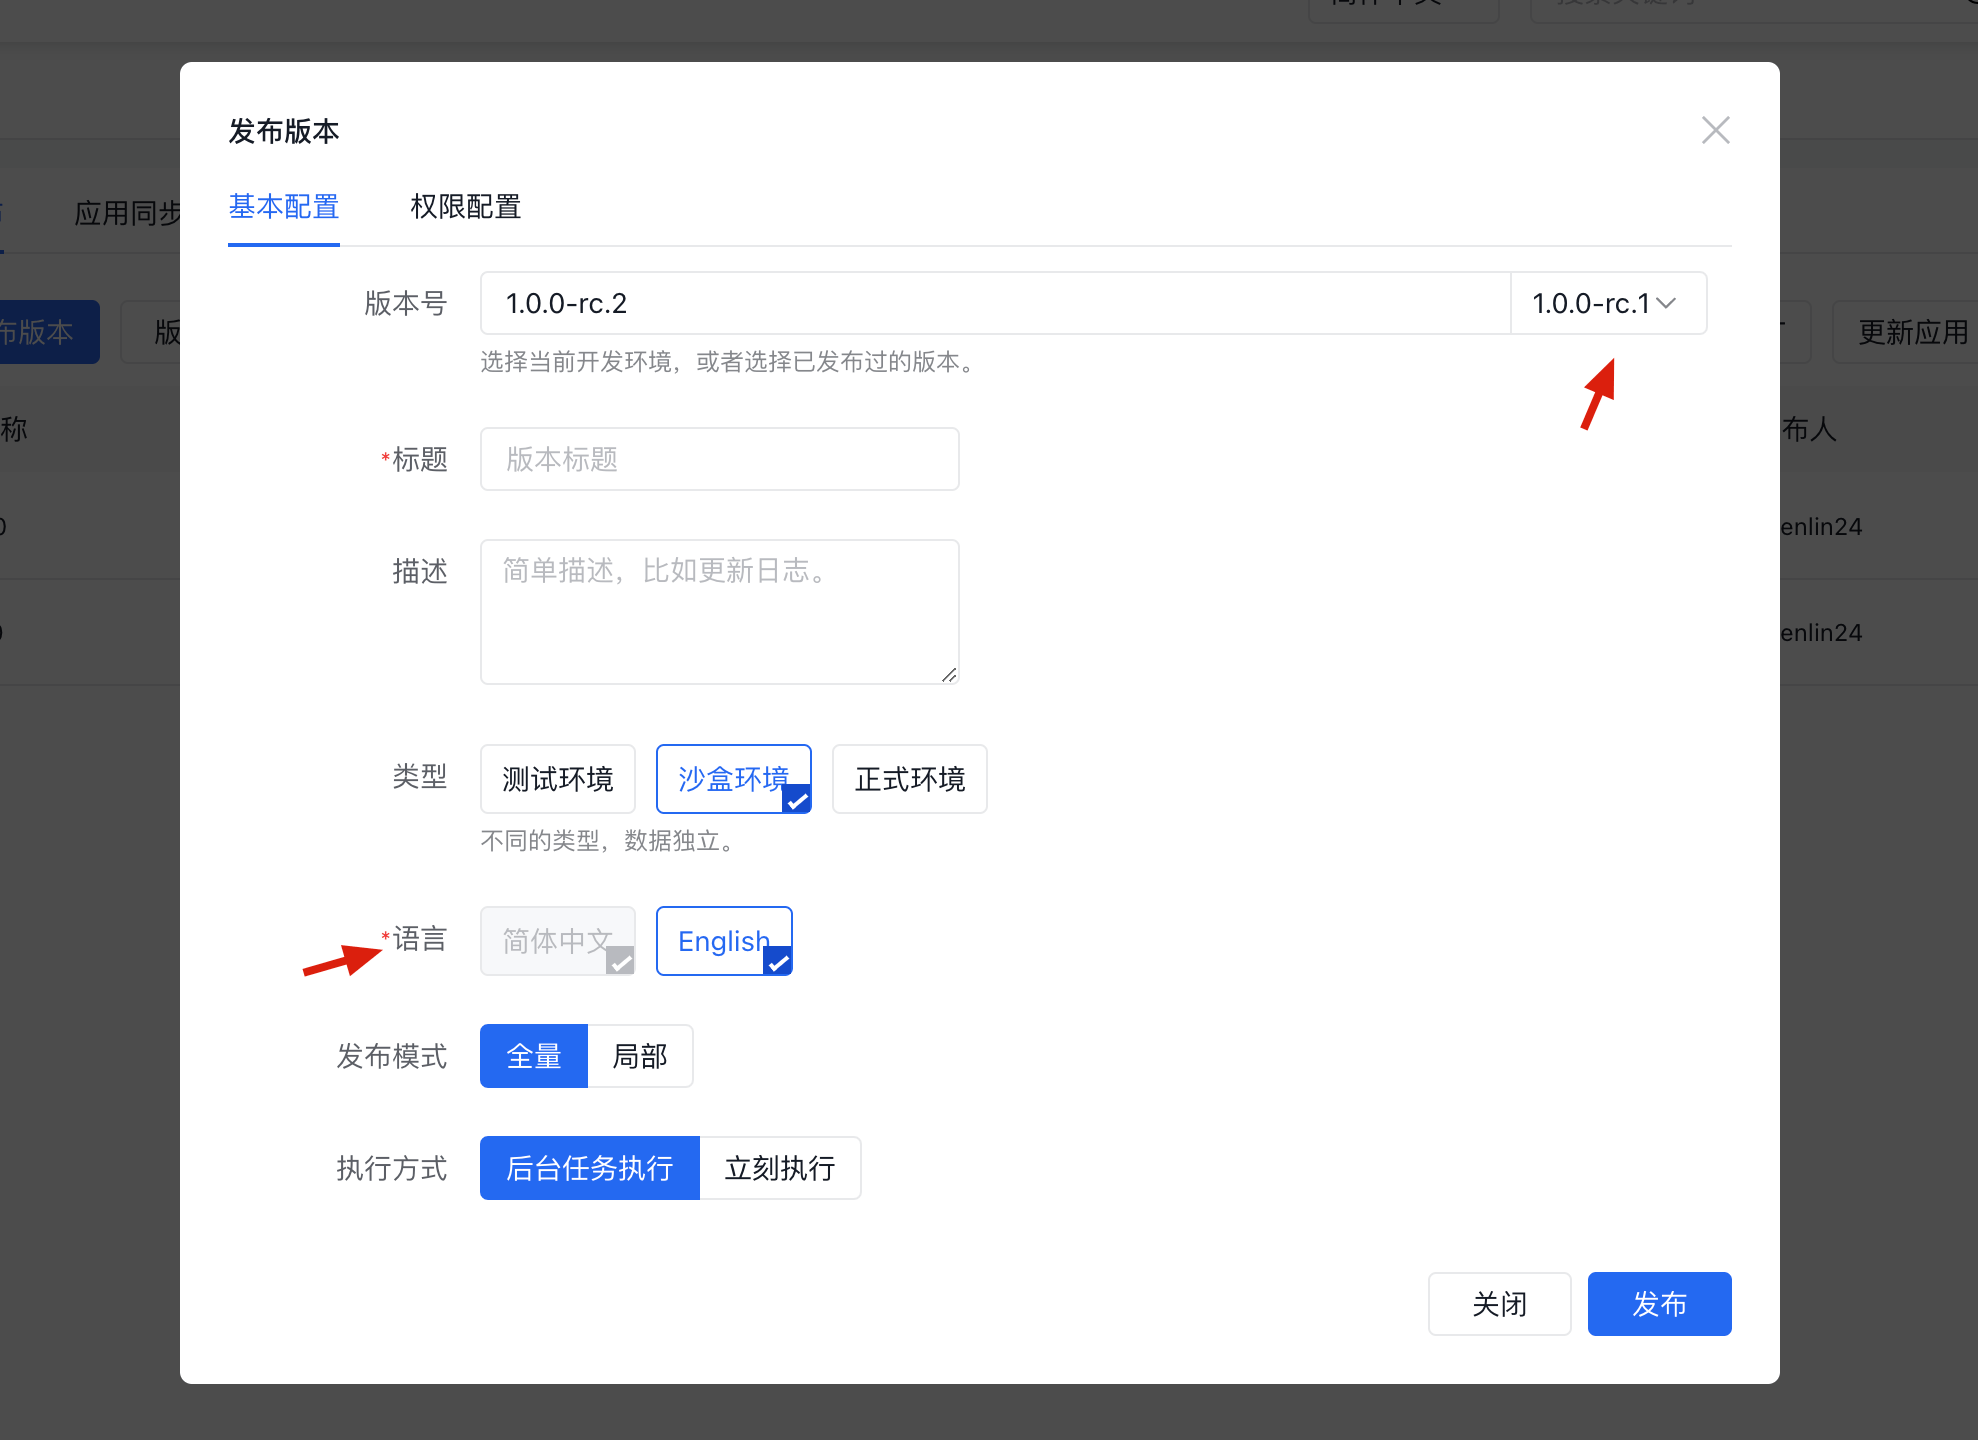 发布版本
基本配置 权限配置
应用同步
版本号 1.0.0-rc.2 1.0.0-rc.1
布版本 版 更新应用
选择当前开发环境，或者选择已发布过的版本。
称 布人
*标题 版本标题
enlin24
描述 简单描述，比如更新日志。
enlin24
类型 测试环境 沙盒环境 正式环境
不同的类型，数据独立。
*语言 简体中文 English
发布模式 全量 局部
执行方式 后台任务执行 立刻执行
关闭 发布